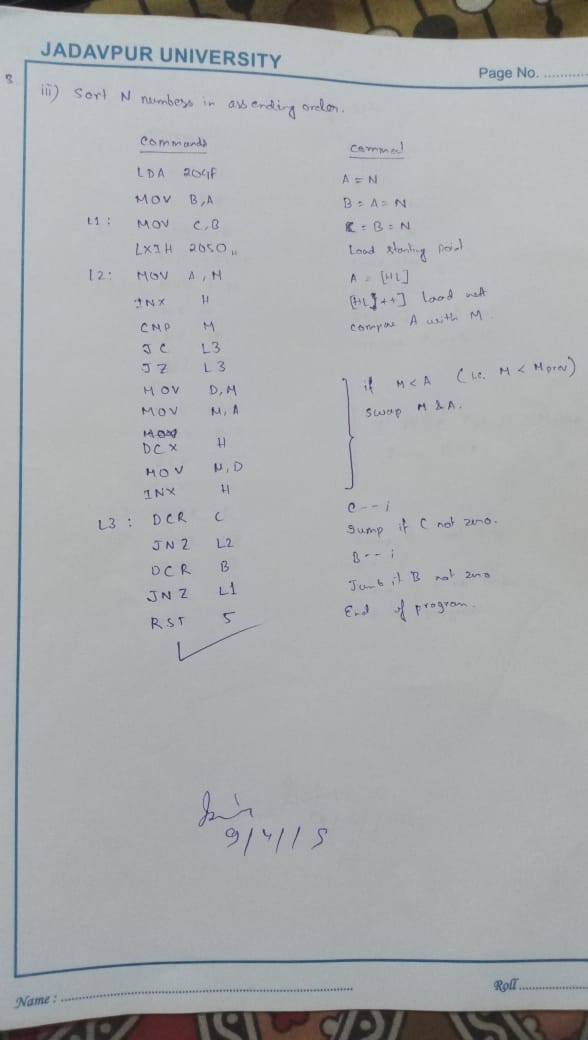 JADAVPUR UNIVERSITY
Page No. ...........
iii) Sort N numbers in ascending order.
Commands Comment
LDA 204F A = N
MOV B,A B = A = N
L1 : MOV C,B C = B = N
LXI H 2050 Load starting point
L2: MOV A,M A = [HL]
INX H [HL++] load next
CMP M compare A with M
JC L3
JZ L3
MOV D,M if M < A (i.e. M < Mprev)
MOV M,A swap M & A.
DCX H
MOV M,D
INX H
L3 : DCR C C--;
JNZ L2 Jump if C not zero.
DCR B B--;
JNZ L1 Jump if B not zero
RST 5 End of program.
9/4/15
Name : ...........
Roll ...........